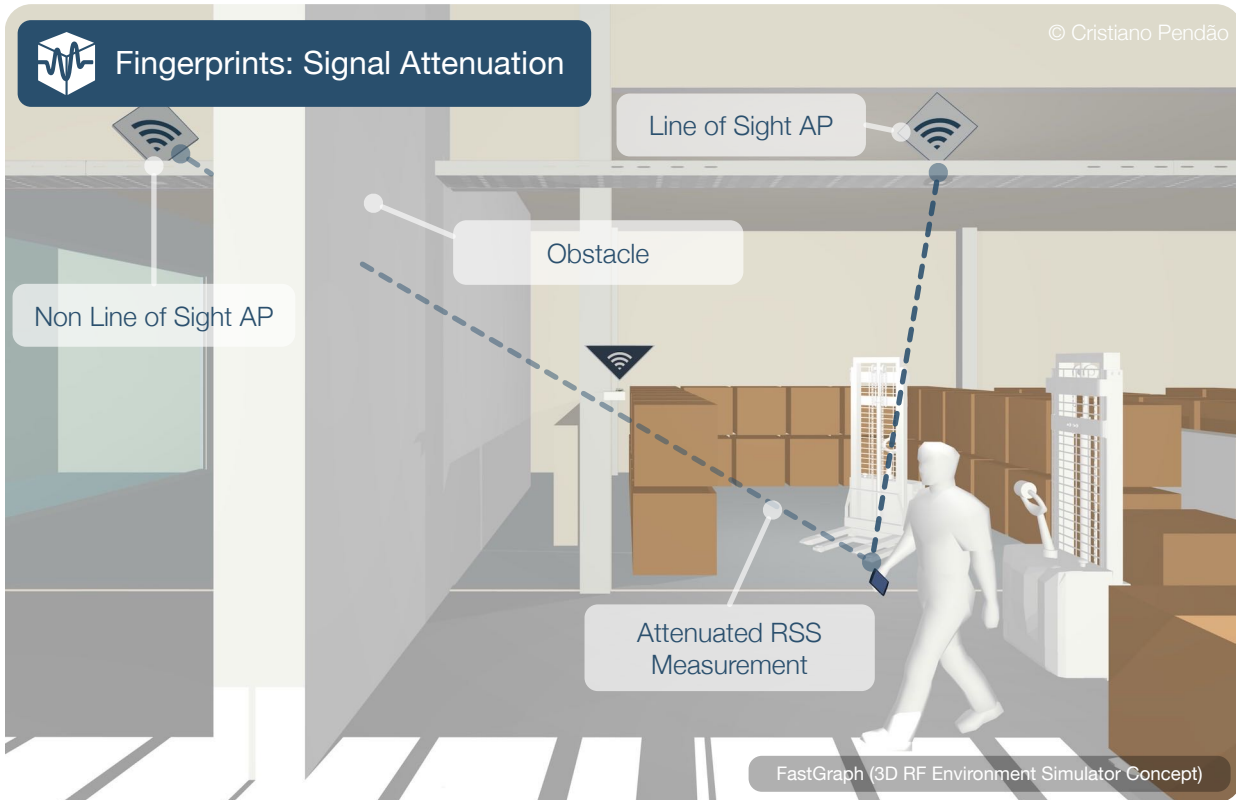 Fingerprints: Signal Attenuation
© Cristiano Pendão
Line of Sight AP
Obstacle
Non Line of Sight AP
Attenuated RSS
Measurement
FastGraph (3D RF Environment Simulator Concept)